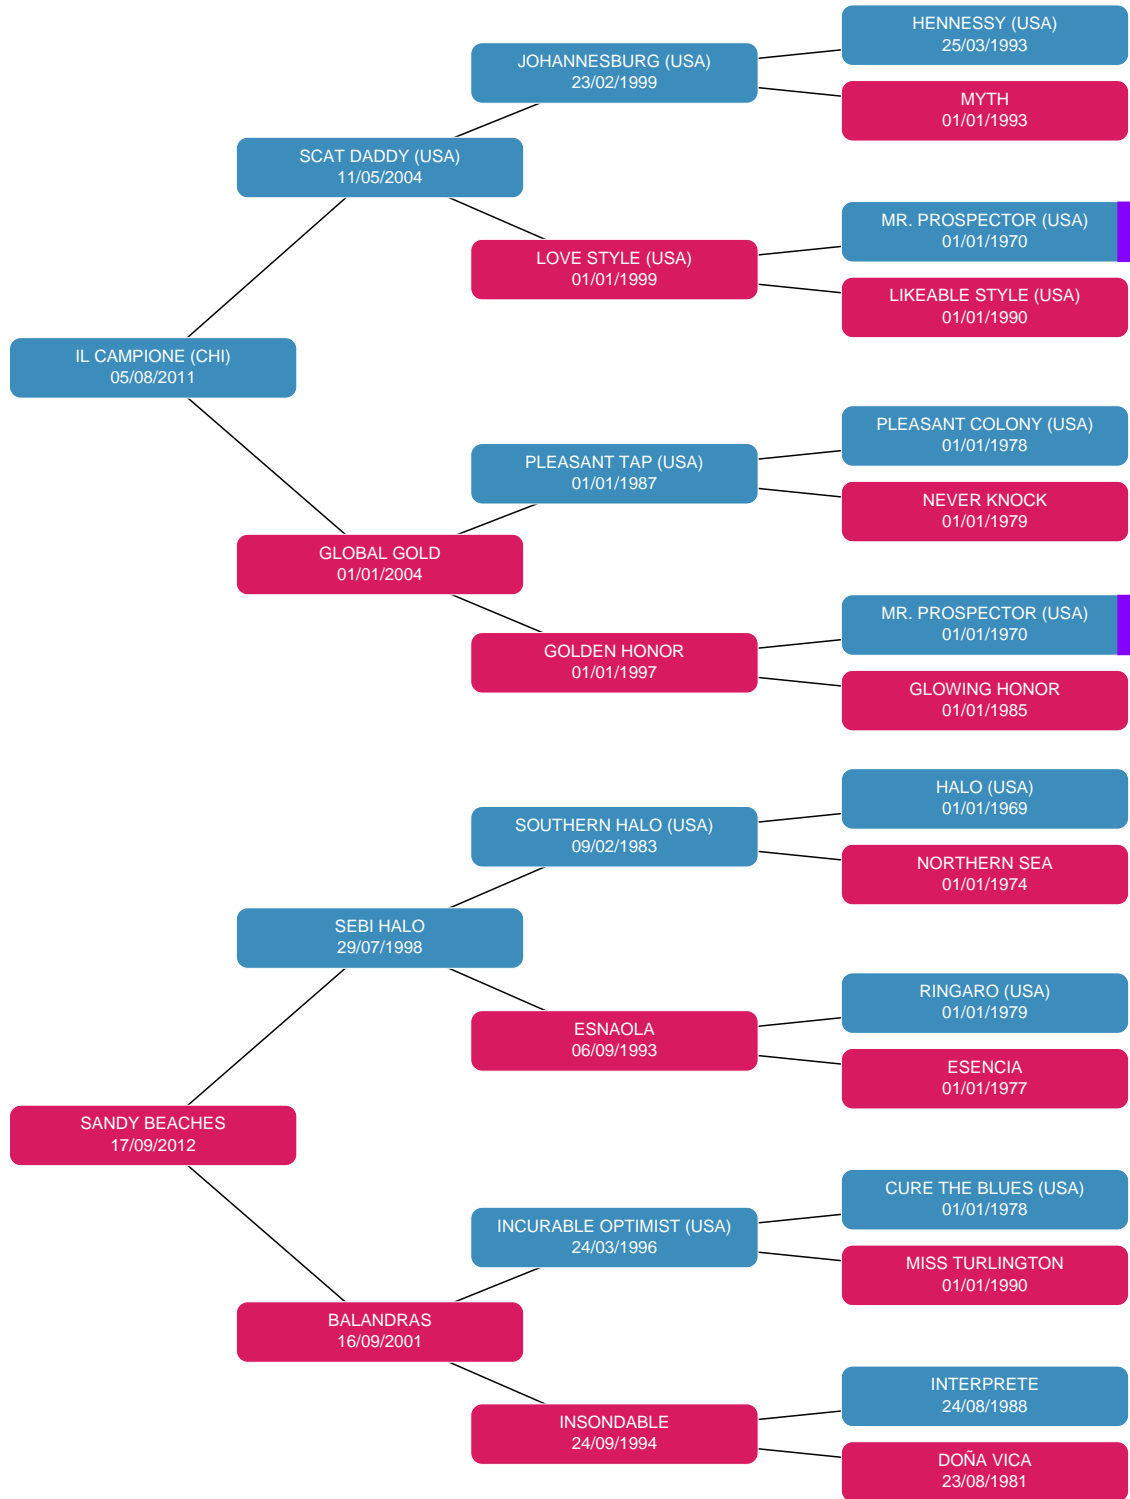 HENNESSY (USA)
25/03/1993
JOHANNESBURG (USA)
23/02/1999
MYTH
01/01/1993
SCAT DADDY (USA)
11/05/2004
MR. PROSPECTOR (USA)
01/01/1970
LOVE STYLE (USA)
01/01/1999
LIKEABLE STYLE (USA)
01/01/1990
IL CAMPIONE (CHI)
05/08/2011
PLEASANT COLONY (USA)
01/01/1978
PLEASANT TAP (USA)
01/01/1987
NEVER KNOCK
01/01/1979
GLOBAL GOLD
01/01/2004
MR. PROSPECTOR (USA)
01/01/1970
GOLDEN HONOR
01/01/1997
GLOWING HONOR
01/01/1985
HALO (USA)
01/01/1969
SOUTHERN HALO (USA)
09/02/1983
NORTHERN SEA
01/01/1974
SEBI HALO
29/07/1998
RINGARO (USA)
01/01/1979
ESNAOLA
06/09/1993
ESENCIA
01/01/1977
SANDY BEACHES
17/09/2012
CURE THE BLUES (USA)
01/01/1978
INCURABLE OPTIMIST (USA)
24/03/1996
MISS TURLINGTON
01/01/1990
BALANDRAS
16/09/2001
INTERPRETE
24/08/1988
INSONDABLE
24/09/1994
DOÑA VICA
23/08/1981